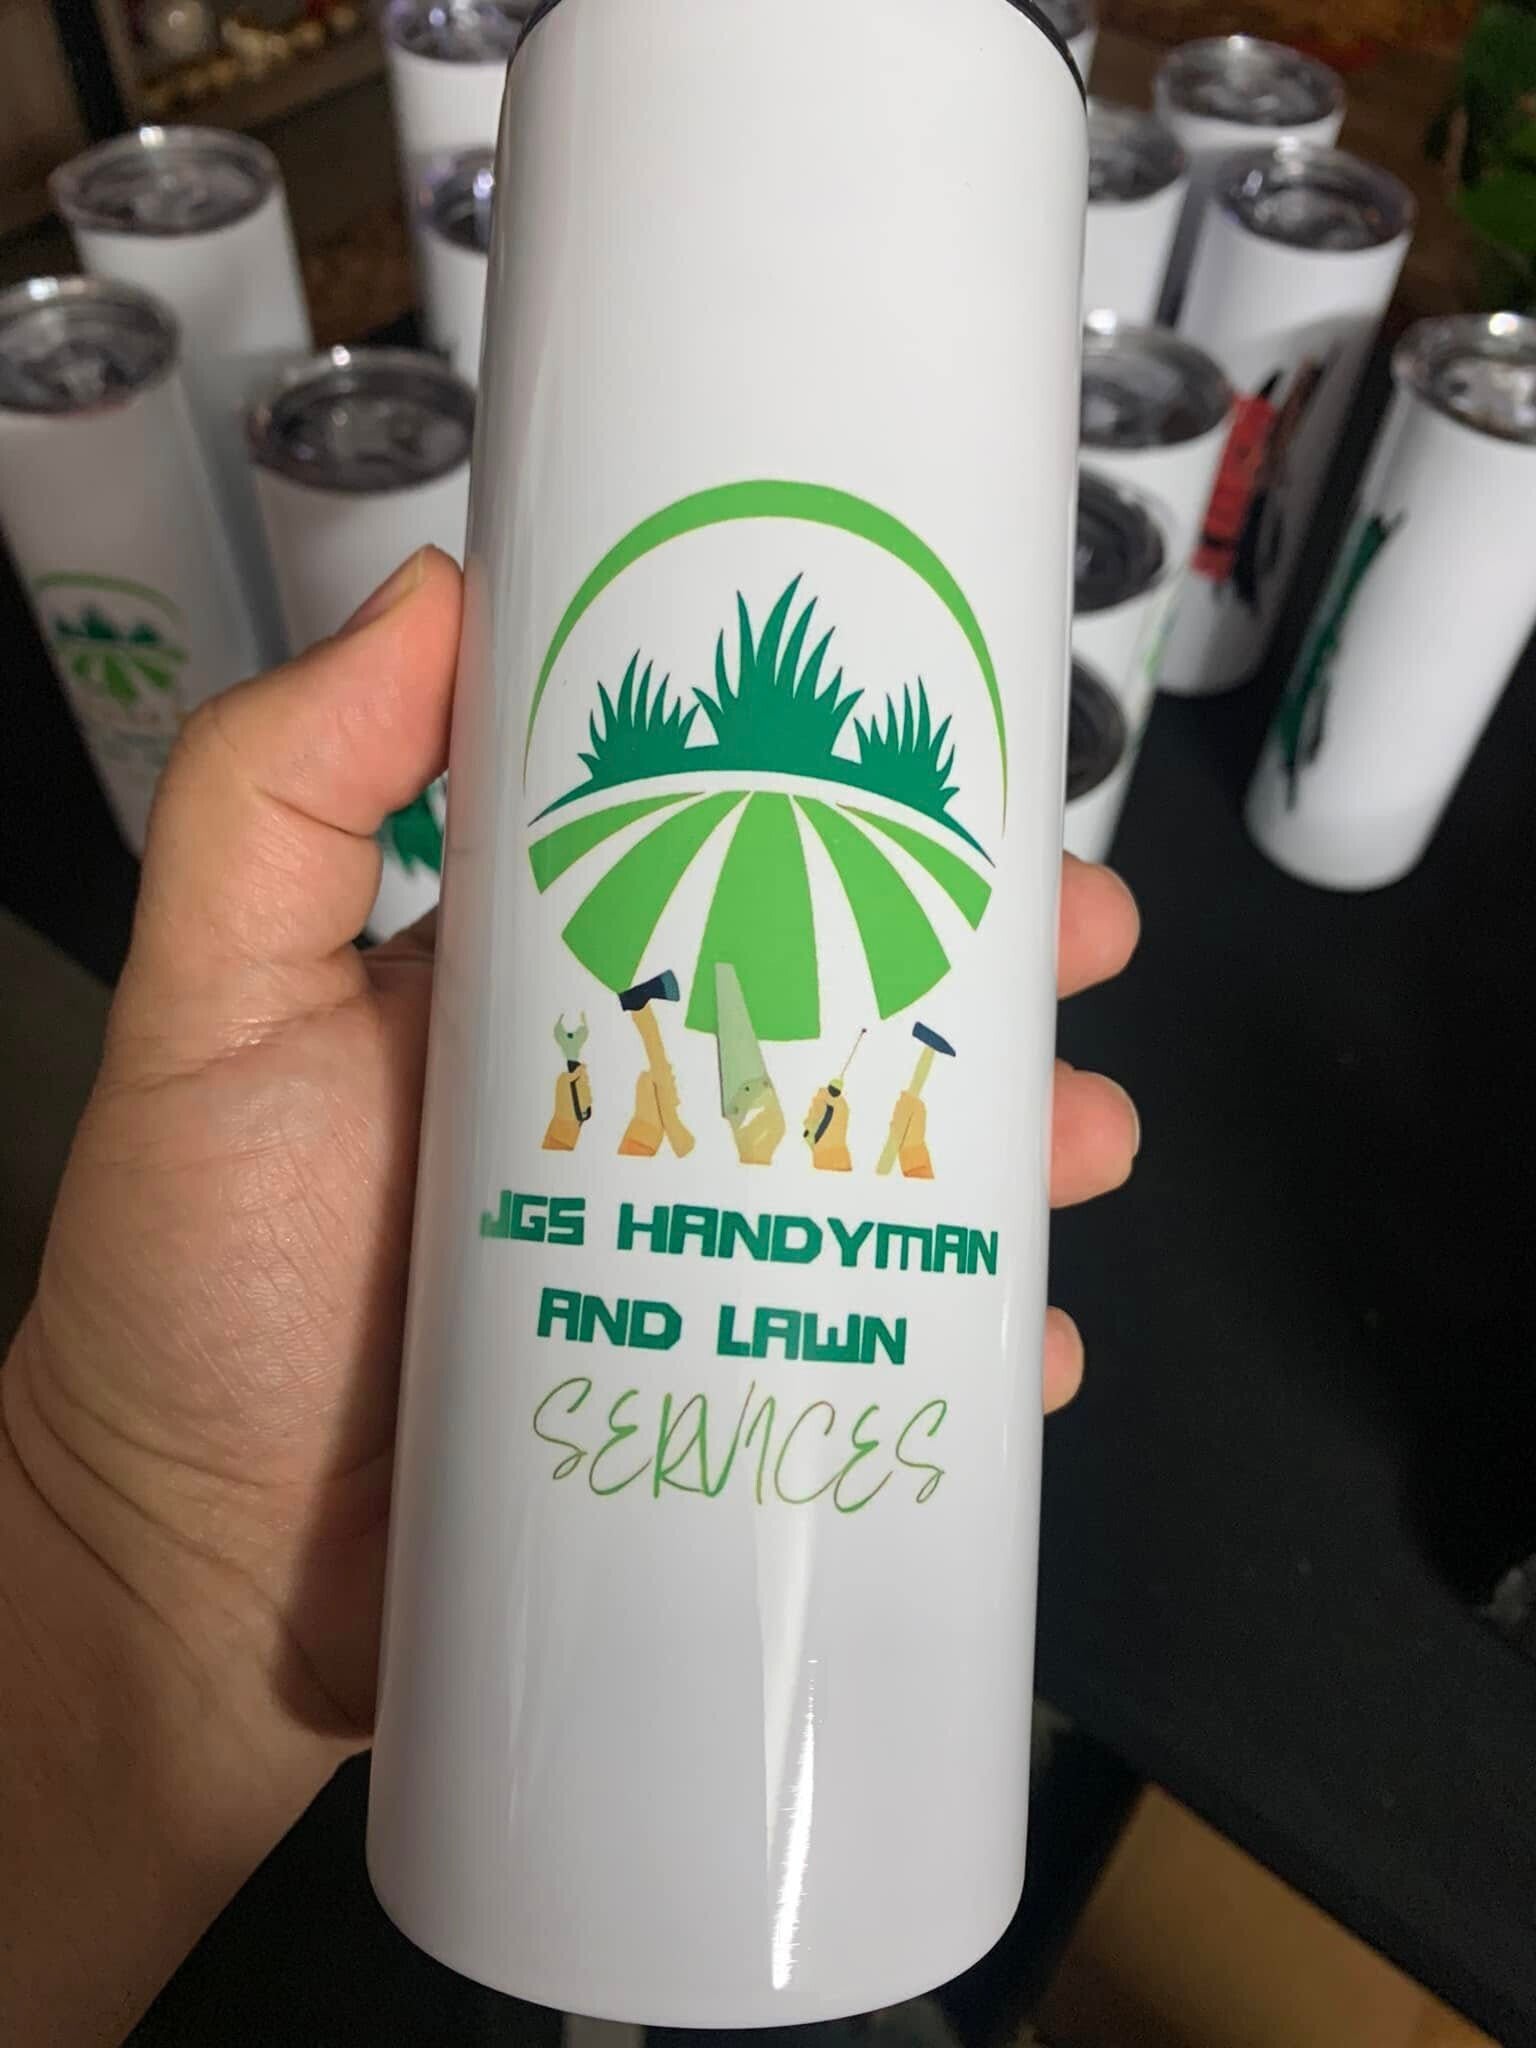 JGS HANDYMAN
AND LAWN
SERVICES